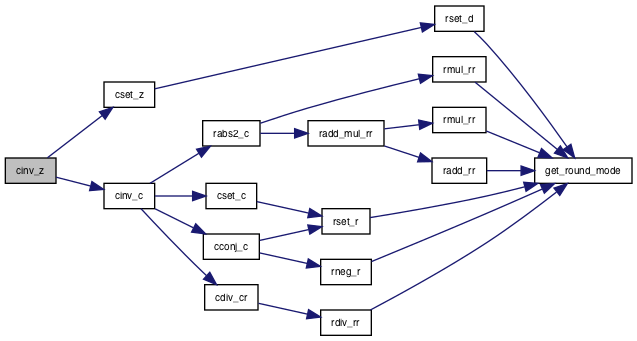 rset_d
rmul_rr
cset_z
rabs2_c
radd_mul_rr
rmul_rr
cinv_z
radd_rr
get_round_mode
cinv_c
cset_c
rset_r
cconj_c
rneg_r
cdiv_cr
rdiv_rr